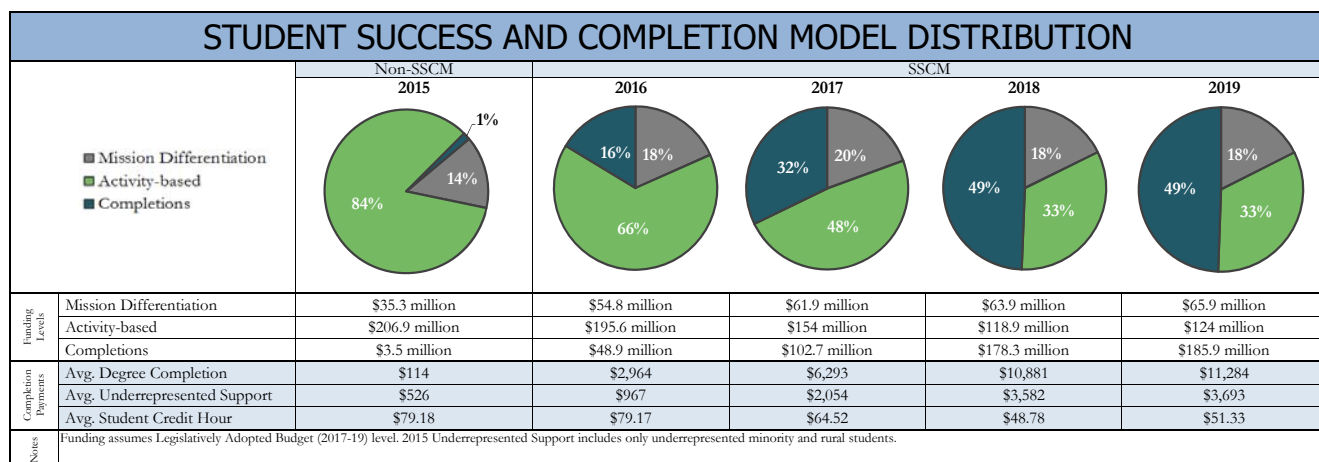 STUDENT SUCCESS AND COMPLETION MODEL DISTRIBUTION
Non-SSCM SSCM
2015 2016 2017 2018 2019
Mission Differentiation
Activity-based
Completions
1% 14% 84%
16% 18% 66%
32% 20% 48%
49% 18% 33%
49% 18% 33%
Funding Levels
Mission Differentiation $35.3 million $54.8 million $61.9 million $63.9 million $65.9 million
Activity-based $206.9 million $195.6 million $154 million $118.9 million $124 million
Completions $3.5 million $48.9 million $102.7 million $178.3 million $185.9 million
Completion Payments
Avg. Degree Completion $114 $2,964 $6,293 $10,881 $11,284
Avg. Underrepresented Support $526 $967 $2,054 $3,582 $3,693
Avg. Student Credit Hour $79.18 $79.17 $64.52 $48.78 $51.33
Notes
Funding assumes Legislatively Adopted Budget (2017-19) level. 2015 Underrepresented Support includes only underrepresented minority and rural students.